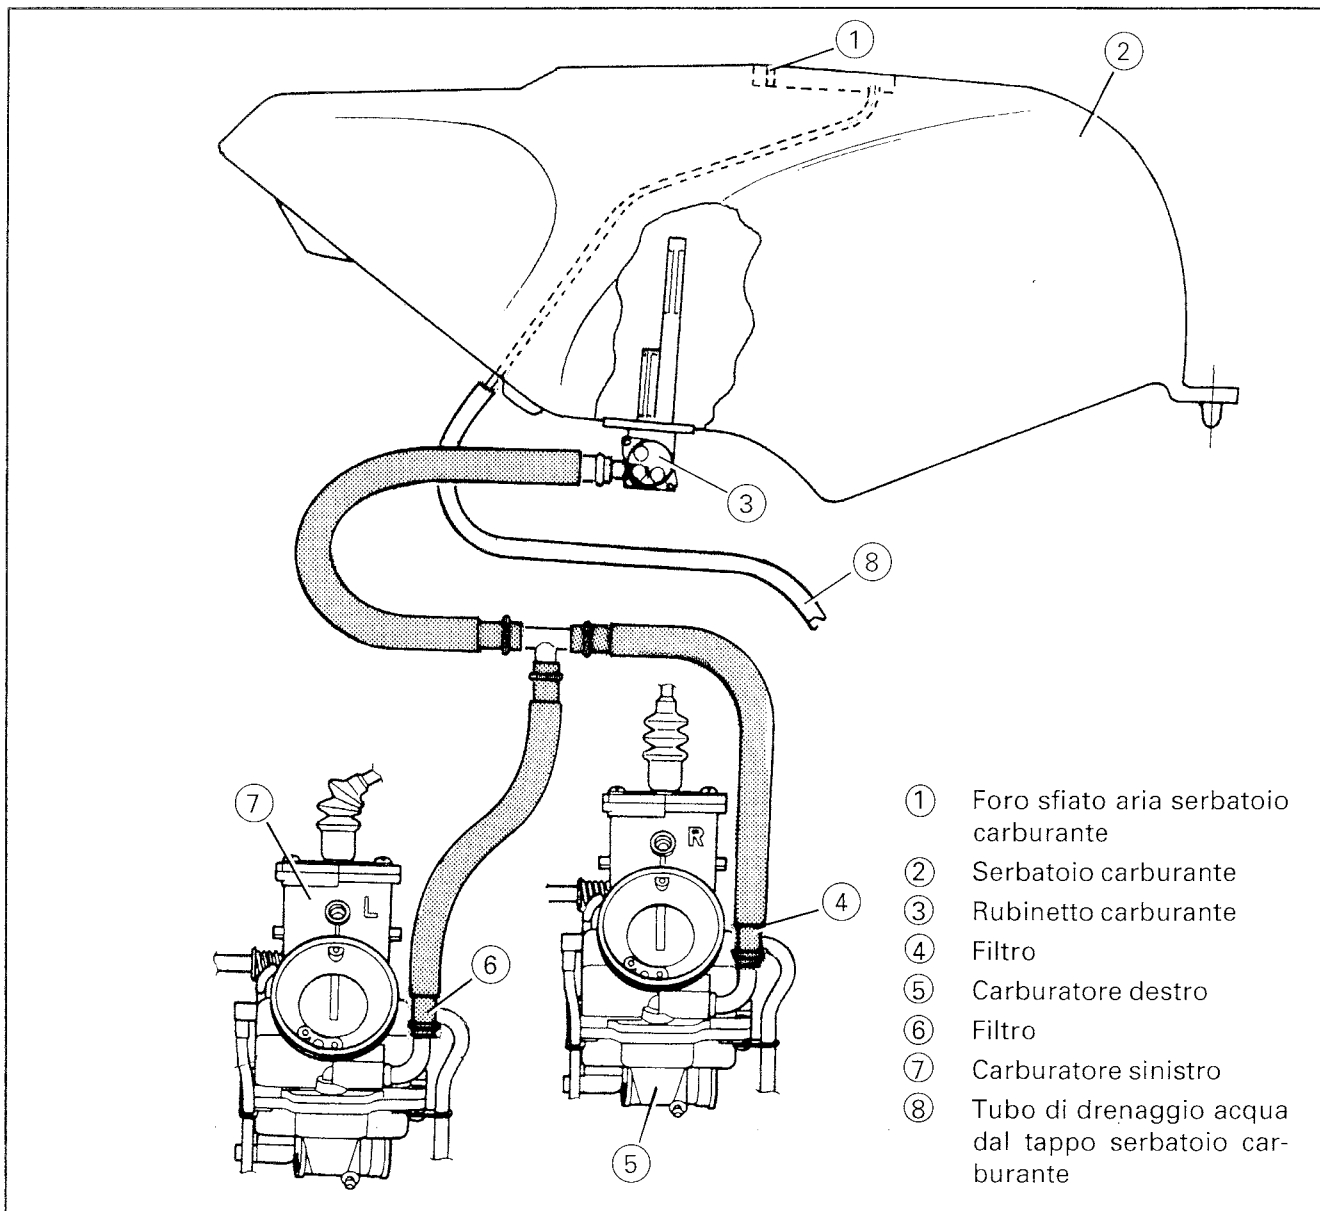 1
2
3
8
7
4
6
5
L
R
① Foro sfiato aria serbatoio
carburante
② Serbatoio carburante
③ Rubinetto carburante
④ Filtro
⑤ Carburatore destro
⑥ Filtro
⑦ Carburatore sinistro
⑧ Tubo di drenaggio acqua
dal tappo serbatoio car-
burante